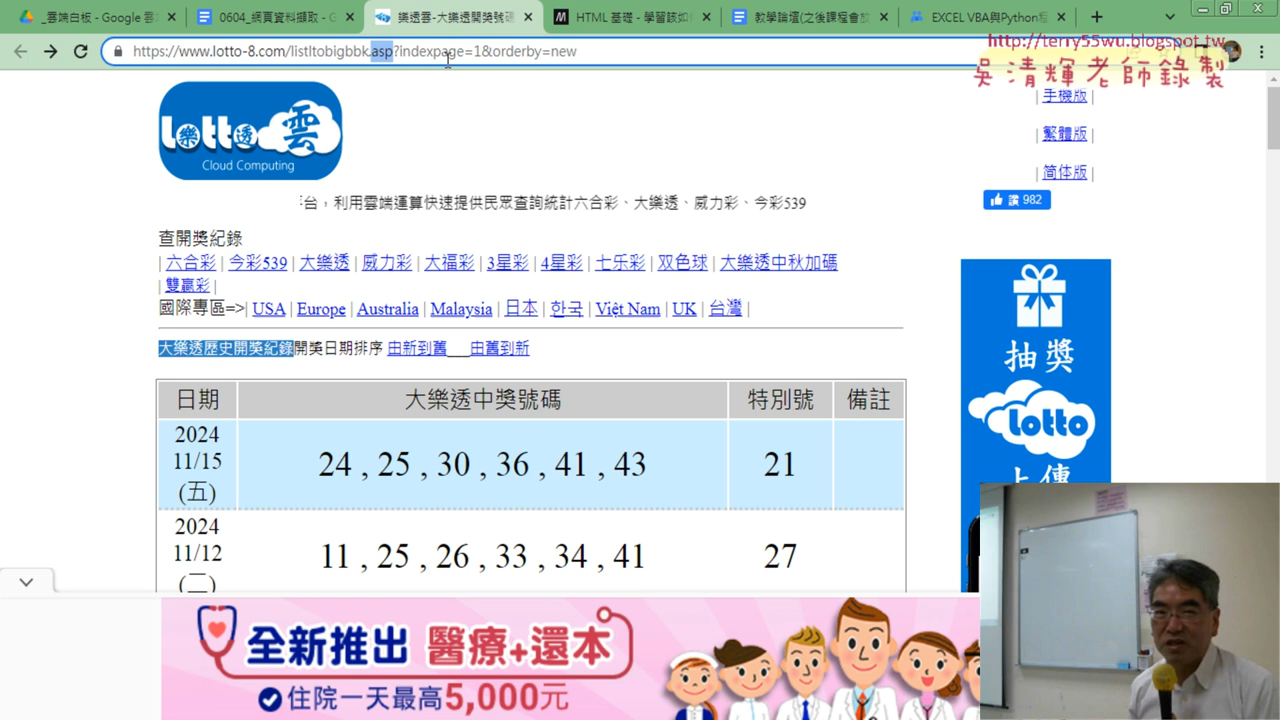 _雲端白板 - Google 雲
0604_網頁資料擷取 - G
樂透雲-大樂透開獎號碼
HTML 基礎 - 學習該如
教學論壇(之後課程會放
EXCEL VBA與Python程
https://www.lotto-8.com/listltobigbbk.asp?indexpage=1&orderby=new
http://terry55wu.blogspot.tw
吳清輝老師錄製
lotto 樂透 雲
Cloud Computing
台，利用雲端運算快速提供民眾查詢統計六合彩、大樂透、威力彩、今彩539
| 手機版 |
| 繁體版 |
| 简体版 |
讚 982
查開獎紀錄
| 六合彩 | 今彩539 | 大樂透 | 威力彩 | 大福彩 | 3星彩 | 4星彩 | 七乐彩 | 双色球 | 大樂透中秋加碼
| 雙贏彩 |
國際專區=>| USA | Europe | Australia | Malaysia | 日本 | 한국 | Việt Nam | UK | 台灣 |
大樂透歷史開獎紀錄開獎日期排序 由新到舊___由舊到新
日期 大樂透中獎號碼 特別號 備註
2024
11/15
(五)
24 , 25 , 30 , 36 , 41 , 43 21
2024
11/12
(二)
11 , 25 , 26 , 33 , 34 , 41 27
抽獎
Lotto
上傳
全新推出 醫療+還本
住院一天最高5,000元